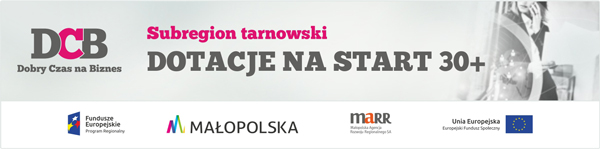 DCB
Dobry Czas na Biznes
Subregion tarnowski
DOTACJE NA START 30+
Fundusze
Europejskie
Program Regionalny
MAŁOPOLSKA
marr
Małopolska Agencja
Rozwoju Regionalnego SA
Unia Europejska
Europejski Fundusz Społeczny